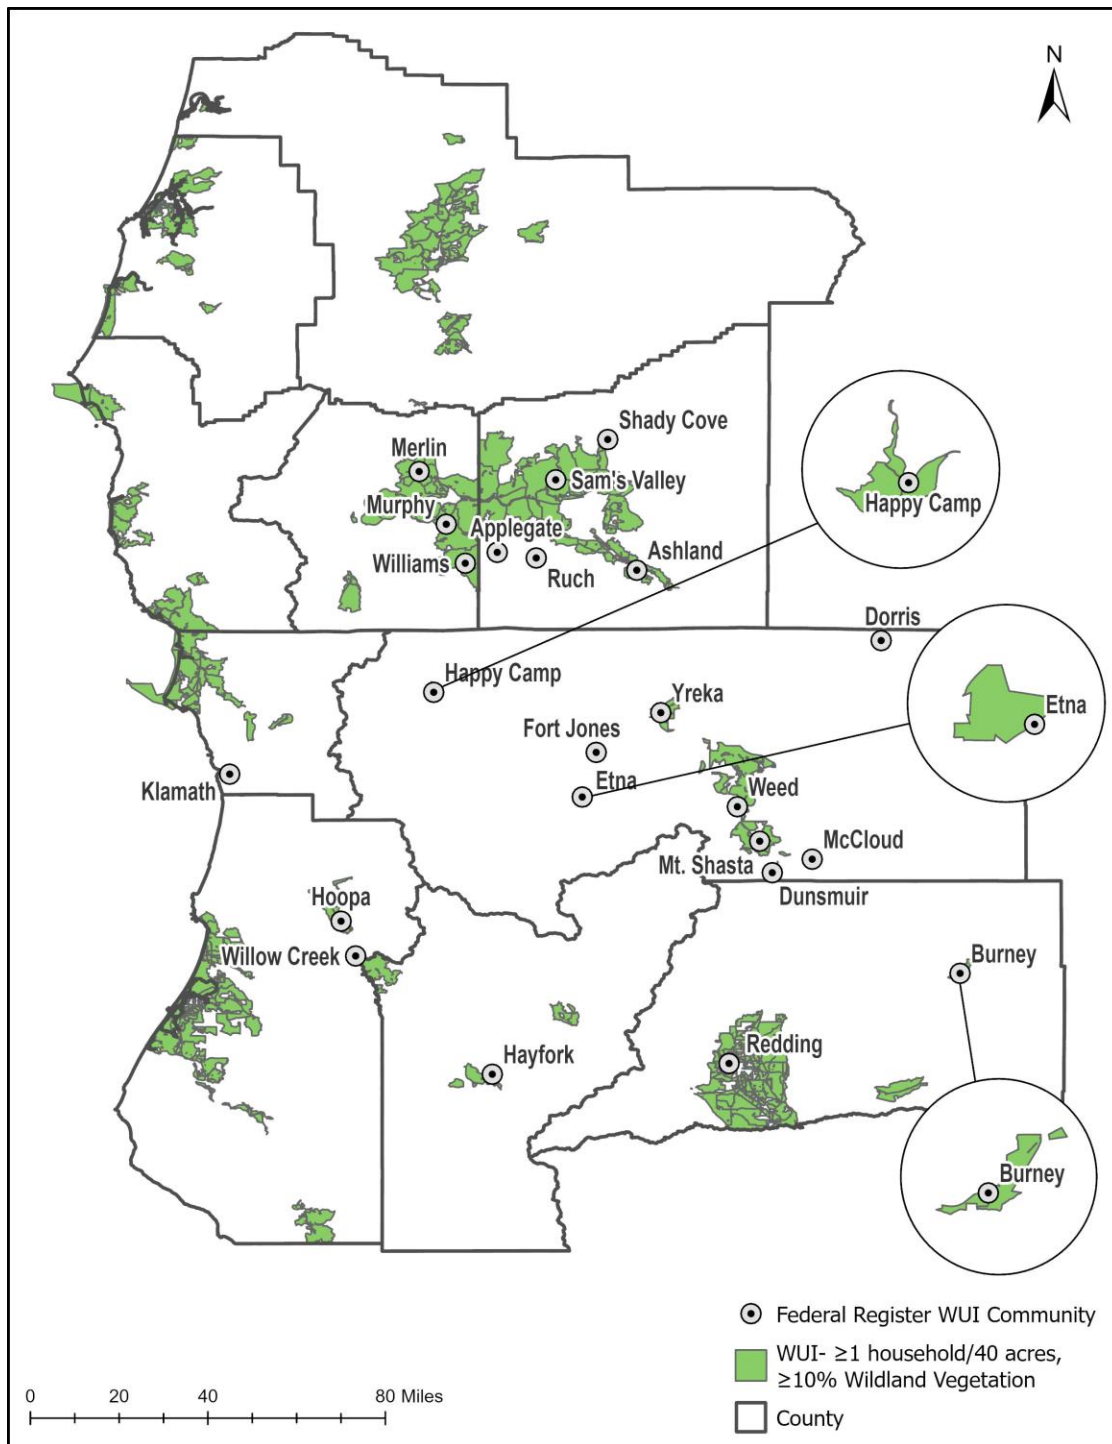 N
Shady Cove
Merlin
Sam's Valley
Happy Camp
Murphy
Applegate
Williams
Ruch
Ashland
Dorris
Happy Camp
Yreka
Etna
Fort Jones
Etna
Klamath
Weed
McCloud
Mt. Shasta
Dunsmuir
Hoopa
Willow Creek
Burney
Redding
Hayfork
Burney
Federal Register WUI Community
WUI- ≥1 household/40 acres,
≥10% Wildland Vegetation
County
0 20 40 80 Miles